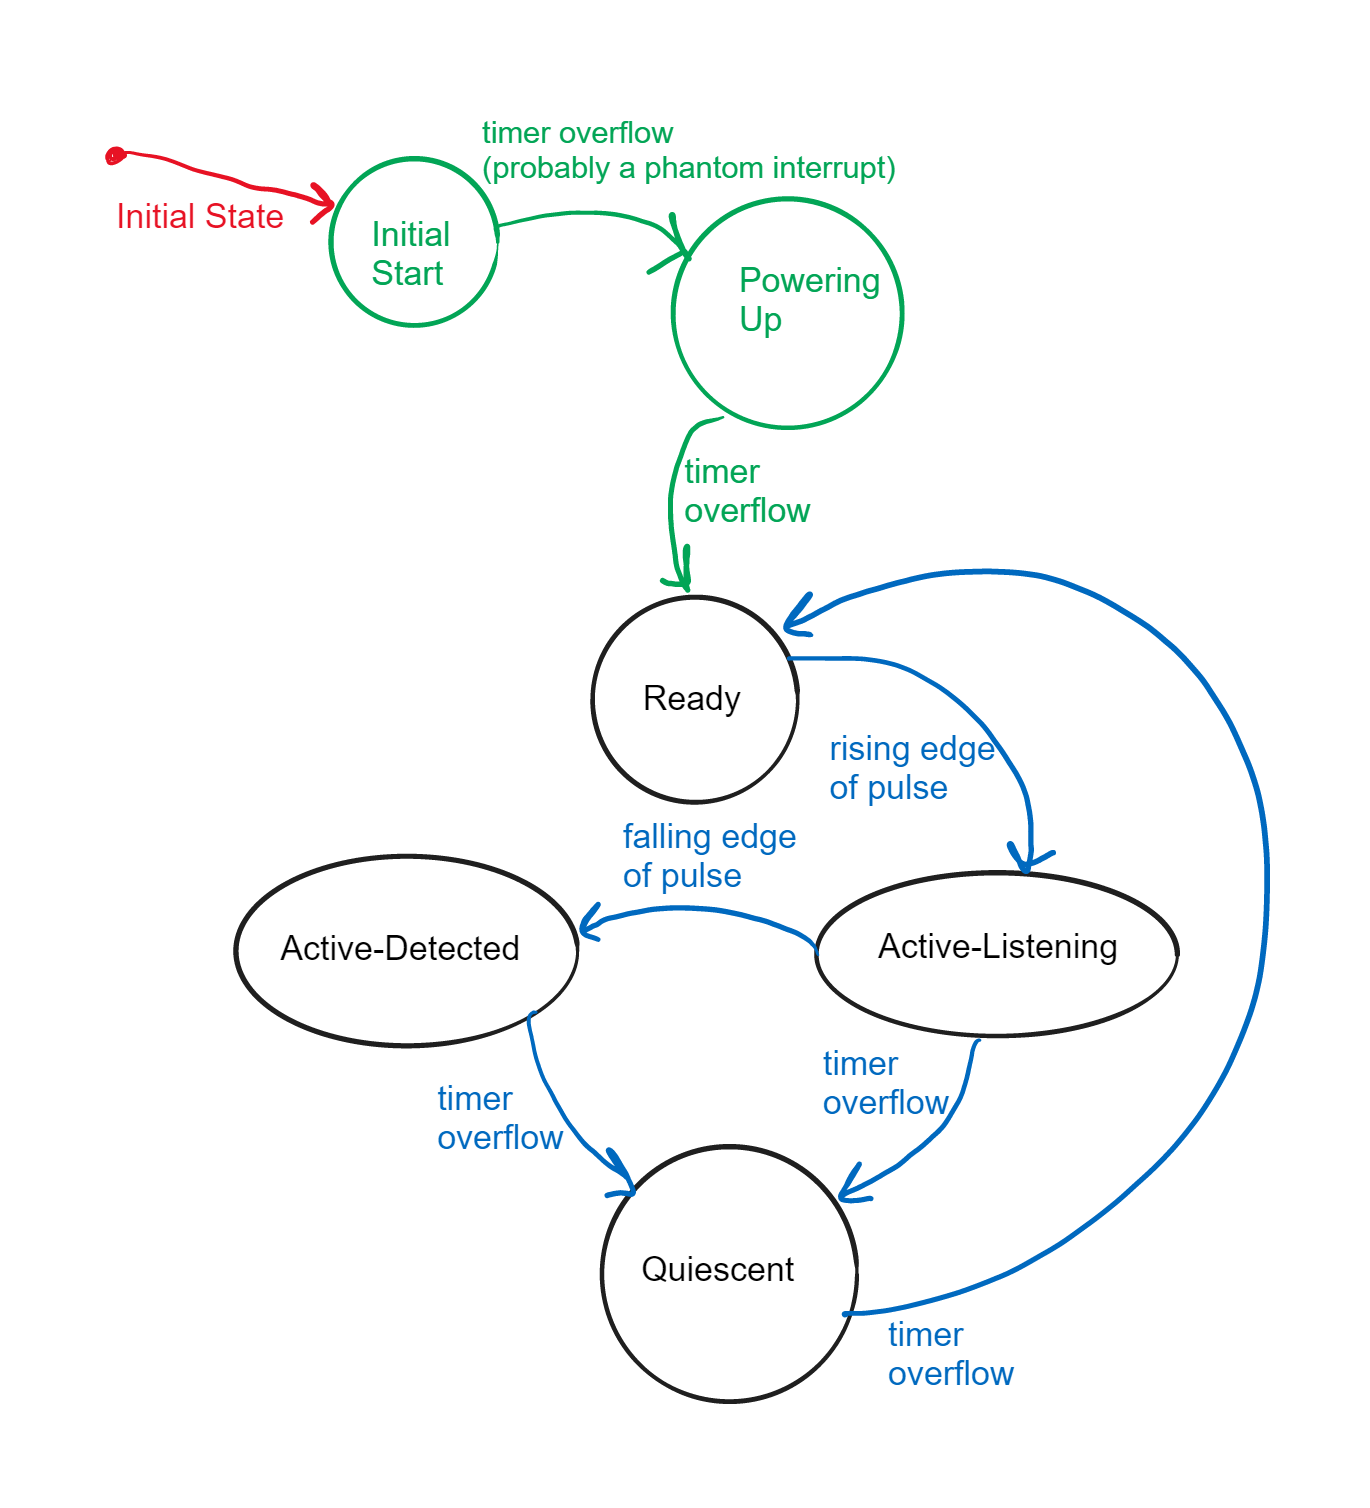 timer overflow
(probably a phantom interrupt)
Initial State
Initial
Start
Powering
Up
timer
overflow
Ready
rising edge
of pulse
falling edge
of pulse
Active-Detected
Active-Listening
timer
overflow
timer
overflow
Quiescent
timer
overflow